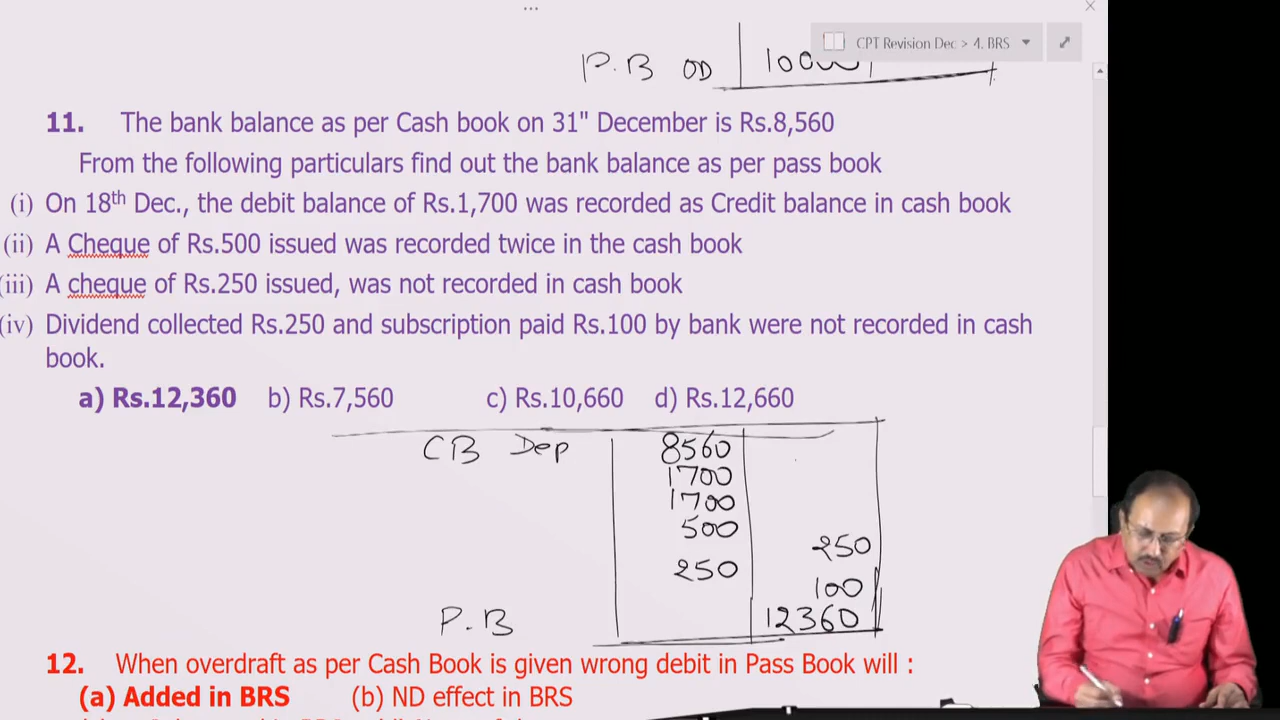 ...
CPT Revision Dec > 4. BRS
P.B OD
11. The bank balance as per Cash book on 31" December is Rs.8,560
From the following particulars find out the bank balance as per pass book
(i) On 18th Dec., the debit balance of Rs.1,700 was recorded as Credit balance in cash book
(ii) A Cheque of Rs.500 issued was recorded twice in the cash book
(iii) A cheque of Rs.250 issued, was not recorded in cash book
(iv) Dividend collected Rs.250 and subscription paid Rs.100 by bank were not recorded in cash
book.
a) Rs.12,360 b) Rs.7,560 c) Rs.10,660 d) Rs.12,660
CB Dep 8560
1700
1700
500
250
250
100
P.B 12360
12. When overdraft as per Cash Book is given wrong debit in Pass Book will :
(a) Added in BRS (b) ND effect in BRS